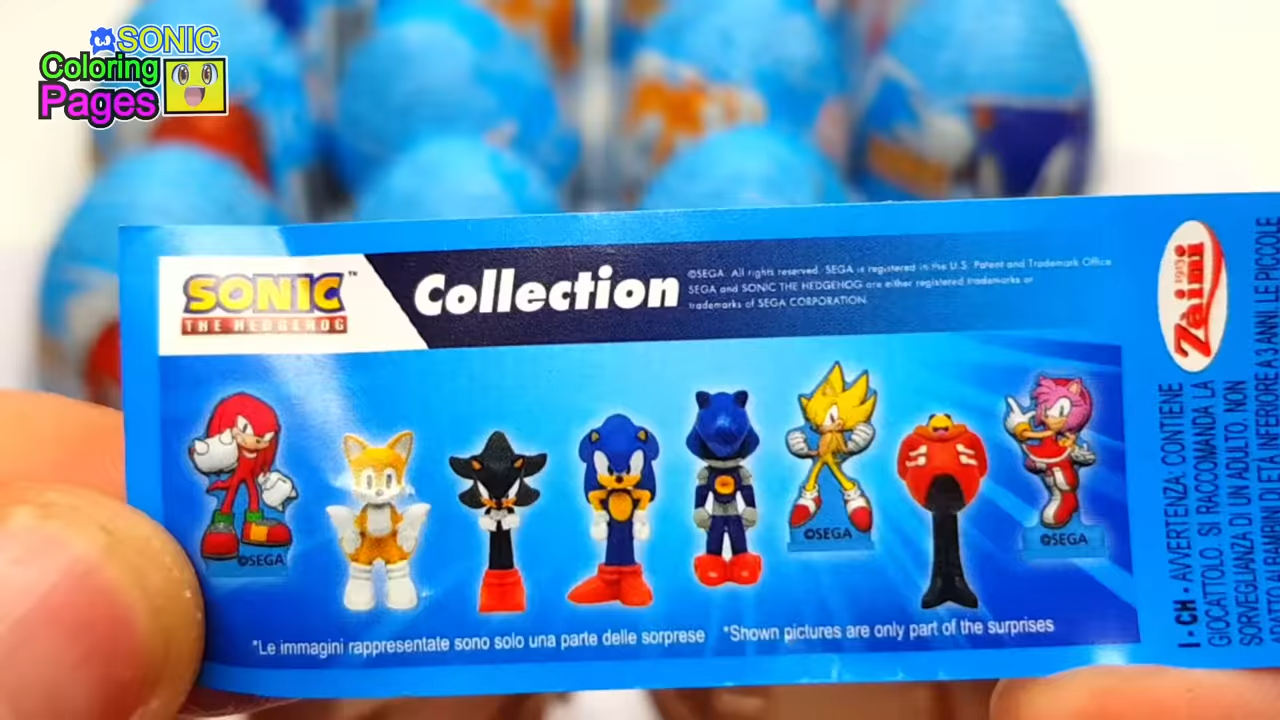 SONIC
Coloring
Pages
SONIC™
THE HEDGEHOG
Collection
©SEGA. All rights reserved. SEGA is registered in the U.S. Patent and Trademark Office
SEGA and SONIC THE HEDGEHOG are either registered trademarks or
trademarks of SEGA CORPORATION.
Zàini
1913
©SEGA
©SEGA
©SEGA
*Le immagini rappresentate sono solo una parte delle sorprese
*Shown pictures are only part of the surprises
I - CH - AVVERTENZA. CONTIENE
GIOCATTOLO. SI RACCOMANDA LA
SORVEGLIANZA DI UN ADULTO. NON
ADATTO AI BAMBINI DI ETÀ INFERIORE A 3 ANNI. LE PICCOLE